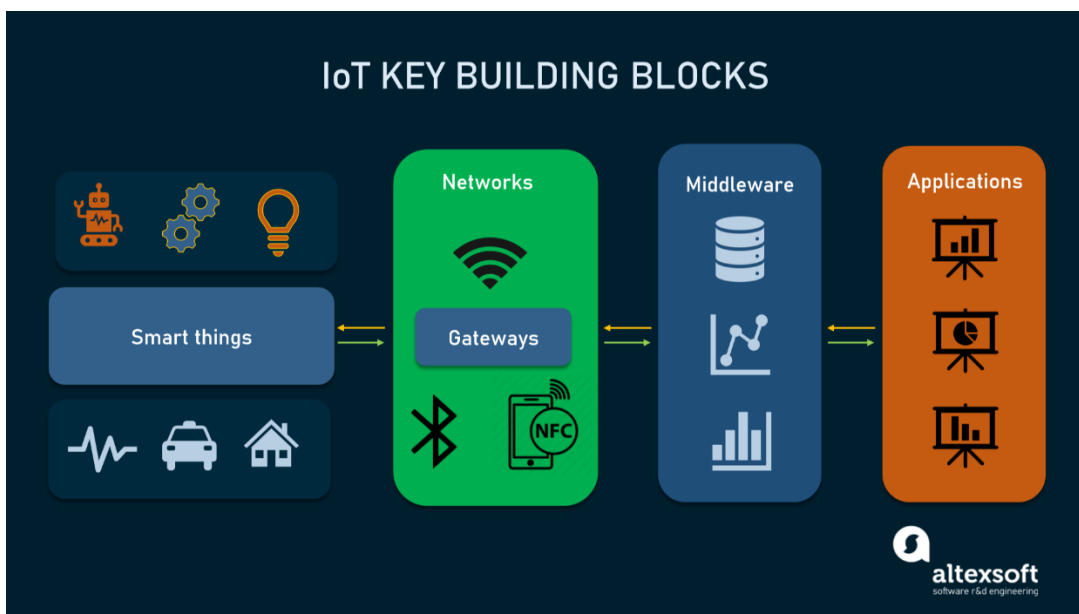 IoT KEY BUILDING BLOCKS
Smart things
Networks
Gateways
NFC
Middleware
Applications
altexsoft
software r&d engineering